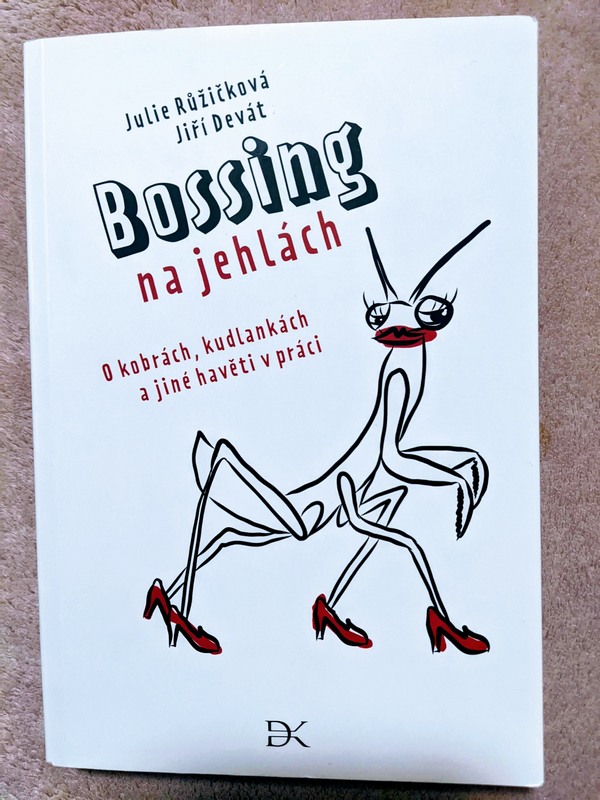 Julie Růžičková
Jiří Devát
Bossing
na jehlách
O kobrách, kudlankách
a jiné havěti v práci
DK